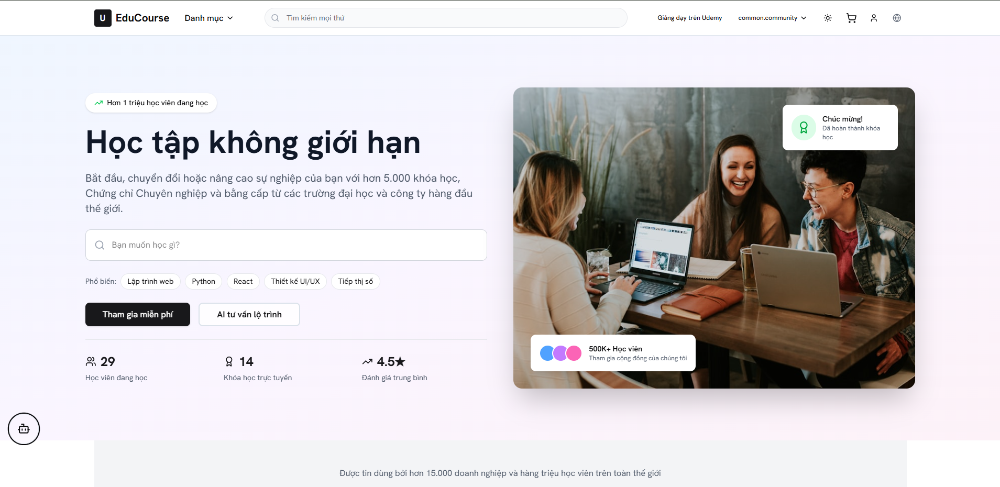 U EduCourse
Danh mục
Tìm kiếm mọi thứ
Giảng dạy trên Udemy
common.community
Hơn 1 triệu học viên đang học
Học tập không giới hạn
Bắt đầu, chuyển đổi hoặc nâng cao sự nghiệp của bạn với hơn 5.000 khóa học,
Chứng chỉ Chuyên nghiệp và bằng cấp từ các trường đại học và công ty hàng đầu
thế giới.
Bạn muốn học gì?
Phổ biến:
Lập trình web
Python
React
Thiết kế UI/UX
Tiếp thị số
Tham gia miễn phí
AI tư vấn lộ trình
29
Học viên đang học
14
Khóa học trực tuyến
4.5★
Đánh giá trung bình
Chúc mừng!
Đã hoàn thành khóa
học
500K+ Học viên
Tham gia cộng đồng của chúng tôi
Được tin dùng bởi hơn 15.000 doanh nghiệp và hàng triệu học viên trên toàn thế giới